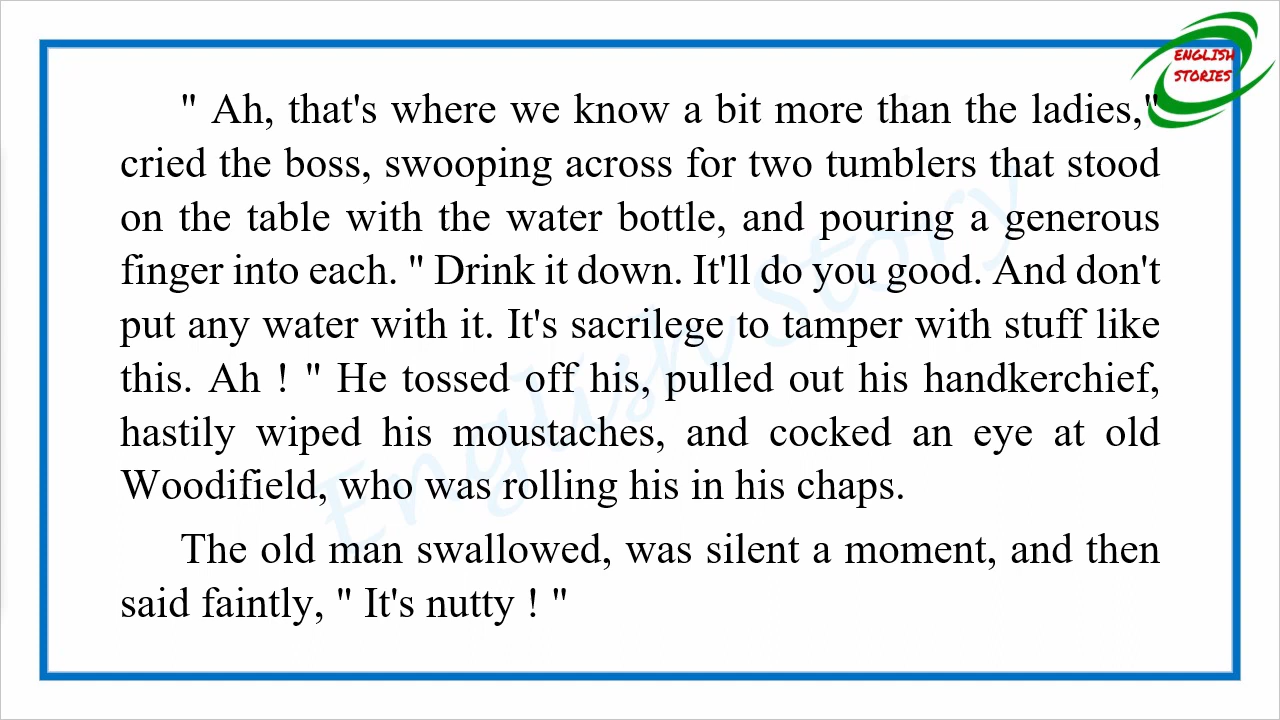 ENGLISH
STORIES
" Ah, that's where we know a bit more than the ladies,"
cried the boss, swooping across for two tumblers that stood
on the table with the water bottle, and pouring a generous
finger into each. " Drink it down. It'll do you good. And don't
put any water with it. It's sacrilege to tamper with stuff like
this. Ah ! " He tossed off his, pulled out his handkerchief,
hastily wiped his moustaches, and cocked an eye at old
Woodifield, who was rolling his in his chaps.
The old man swallowed, was silent a moment, and then
said faintly, " It's nutty ! "
English Story